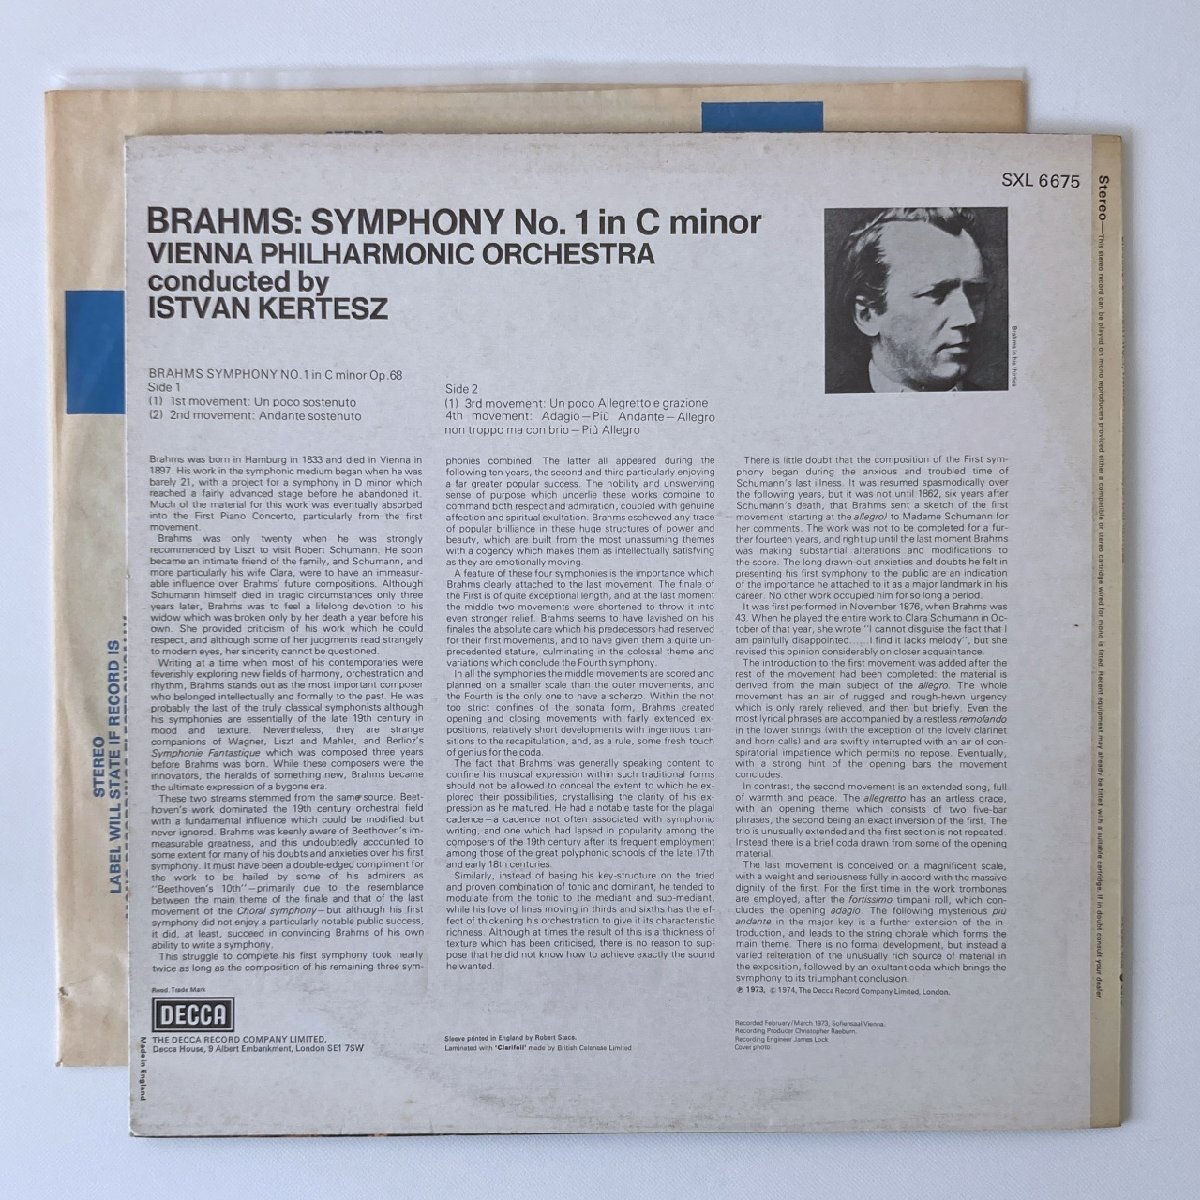 SXL 6675
BRAHMS: SYMPHONY No. 1 in C minor
VIENNA PHILHARMONIC ORCHESTRA
conducted by
ISTVAN KERTESZ
Brahms in his thirties
BRAHMS SYMPHONY NO. 1 in C minor Op. 68
Side 1
(1) 1st movement: Un poco sostenuto
(2) 2nd movement: Andante sostenuto
Side 2
(1) 3rd movement: Un poco Allegretto e grazione
4th movement: Adagio – Più Andante – Allegro
non troppo ma con brio – Più Allegro
Brahms was born in Hamburg in 1833 and died in Vienna in
1897. His work in the symphonic medium began when he was
barely 21, with a project for a symphony in D minor which
reached a fairly advanced stage before he abandoned it.
Much of the material for this work was eventually absorbed
into the First Piano Concerto, particularly from the first
movement.
Brahms was only twenty when he was strongly
recommended by Liszt to visit Robert Schumann. He soon
became an intimate friend of the family, and Schumann, and
more particularly his wife Clara, were to have an immeasur-
able influence over Brahms' future compositions. Although
Schumann himself died in tragic circumstances only three
years later, Brahms was to feel a lifelong devotion to his
widow which was broken only by her death a year before his
own. She provided criticism of his work which he could
respect, and although some of her judgments read strangely
to modern eyes, her sincerity cannot be questioned.
Writing at a time when most of his contemporaries were
feverishly exploring new fields of harmony, orchestration and
rhythm, Brahms stands out as the most important composer
who belonged intellectually and formally to the past. He was
probably the last of the truly classical symphonists although
his symphonies are essentially of the late 19th century in
mood and texture. Nevertheless, they are strange
companions of Wagner, Liszt and Mahler, and Berlioz's
Symphonie Fantastique which was composed three years
before Brahms was born. While these composers were the
innovators, the heralds of something new, Brahms became
the ultimate expression of a bygone era.
These two streams stemmed from the same source. Beet-
hoven's work dominated the 19th century orchestral field
with a fundamental influence which could be modified but
never ignored. Brahms was keenly aware of Beethoven's im-
measurable greatness, and this undoubtedly accounted to
some extent for many of his doubts and anxieties over his first
symphony. It must have been a double-edged compliment for
the work to be hailed by some of his admirers as
"Beethoven's 10th" – primarily due to the resemblance
between the main theme of the finale and that of the last
movement of the Choral symphony – but although his first
symphony did not enjoy a particularly notable public success,
it did, at least, succeed in convincing Brahms of his own
ability to write a symphony.
This struggle to complete his first symphony took nearly
twice as long as the composition of his remaining three sym-
phonies combined. The latter all appeared during the
following ten years, the second and third particularly enjoying
a far greater popular success. The nobility and unswerving
sense of purpose which underlie these works combine to
command both respect and admiration, coupled with genuine
affection and spiritual exultation. Brahms eschewed any trace
of popular brilliance in these huge structures of power and
beauty, which are built from the most unassuming themes
with a cogency which makes them as intellectually satisfying
as they are emotionally moving.
A feature of these four symphonies is the importance which
Brahms clearly attached to the last movement. The finale of
the First is of quite exceptional length, and at the last moment
the middle two movements were shortened to throw it into
even stronger relief. Brahms seems to have lavished on his
finales the absolute care which his predecessors had reserved
for their first movements, and to have given them a quite un-
precedented stature, culminating in the colossal theme and
variations which conclude the Fourth symphony.
In all the symphonies the middle movements are scored and
planned on a smaller scale than the outer movements, and
the Fourth is the only one to have a scherzo. Within the not
too strict confines of the sonata form, Brahms created
opening and closing movements with fairly extended ex-
positions, relatively short developments with ingenious tran-
sitions to the recapitulation, and, as a rule, some fresh touch
of genius for the coda.
The fact that Brahms was generally speaking content to
confine his musical expression within such traditional forms
should not be allowed to conceal the extent to which he ex-
plored their possibilities, crystallising the clarity of his ex-
pression as he matured. He had a notable taste for the plagal
cadence – a cadence not often associated with symphonic
writing, and one which had lapsed in popularity among the
composers of the 19th century after its frequent employment
among those of the great polyphonic schools of the late 17th
and early 18th centuries.
Similarly, instead of basing his key-structure on the tried
and proven combination of tonic and dominant, he tended to
modulate from the tonic to the mediant and sub-mediant,
while his love of lines moving in thirds and sixths has the ef-
fect of thickening his orchestration to give it its characteristic
richness. Although at times the result of this is a thickness of
texture which has been criticised, there is no reason to sup-
pose that he did not know how to achieve exactly the sound
he wanted.
There is little doubt that the composition of the First sym-
phony began during the anxious and troubled time of
Schumann's last illness. It was resumed spasmodically over
the following years, but it was not until 1862, six years after
Schumann's death, that Brahms sent a sketch of the first
movement (starting at the allegro) to Madame Schumann for
her comments. The work was not to be completed for a fur-
ther fourteen years, and right up until the last moment Brahms
was making substantial alterations and modifications to
the score. The long drawn-out anxieties and doubts he felt in
presenting his first symphony to the public are an indication
of the importance he attached to it as a major landmark in his
career. No other work occupied him for so long a period.
It was first performed in November 1876, when Brahms was
43. When he played the entire work to Clara Schumann in Oc-
tober of that year, she wrote "I cannot disguise the fact that I
am painfully disappointed. . . . . . I find it lacks melody", but she
revised this opinion considerably on closer acquaintance.
The introduction to the first movement was added after the
rest of the movement had been completed: the material is
derived from the main subject of the allegro. The whole
movement has an air of rugged and rough-hewn urgency
which is only rarely relieved, and then but briefly. Even the
most lyrical phrases are accompanied by a restless remolando
in the lower strings (with the exception of the lovely clarinet
and horn calls) and are swiftly interrupted with an air of con-
spiratorial impatience which permits no repose. Eventually,
with a strong hint of the opening bars the movement
concludes.
In contrast, the second movement is an extended song, full
of warmth and peace. The allegretto has an artless grace,
with an opening theme which consists of two five-bar
phrases, the second being an exact inversion of the first. The
trio is unusually extended and the first section is not repeated.
Instead there is a brief coda drawn from some of the opening
material.
The last movement is conceived on a magnificent scale,
with a weight and seriousness fully in accord with the massive
dignity of the first. For the first time in the work trombones
are employed, after the fortissimo timpani roll, which con-
cludes the opening adagio. The following mysterious più
andante in the major key is a further extension of the in-
troduction, and leads to the string chorale which forms the
main theme. There is no formal development, but instead a
varied reiteration of the unusually rich source of material in
the exposition, followed by an exultant coda which brings the
symphony to its triumphant conclusion.
℗ 1973, © 1974, The Decca Record Company Limited, London.
Regd. Trade Mark
DECCA
THE DECCA RECORD COMPANY LIMITED,
Decca House, 9 Albert Embankment, London SE1 7SW
Made in England
Sleeve printed in England by Robert Stace.
Laminated with 'Clarifoil' made by British Celanese Limited
Recorded February/March 1973, Sofiensaal Vienna.
Recording Producer Christopher Raeburn.
Recording Engineer James Lock
Cover photo
Stereo—This stereo record can be played on mono reproducers provided either a compatible or stereo cartridge wired for mono is fitted. Recent equipment may already be fitted with a suitable cartridge. If in doubt consult your dealer
STEREO
STEREO
LABEL WILL STATE IF RECORD IS